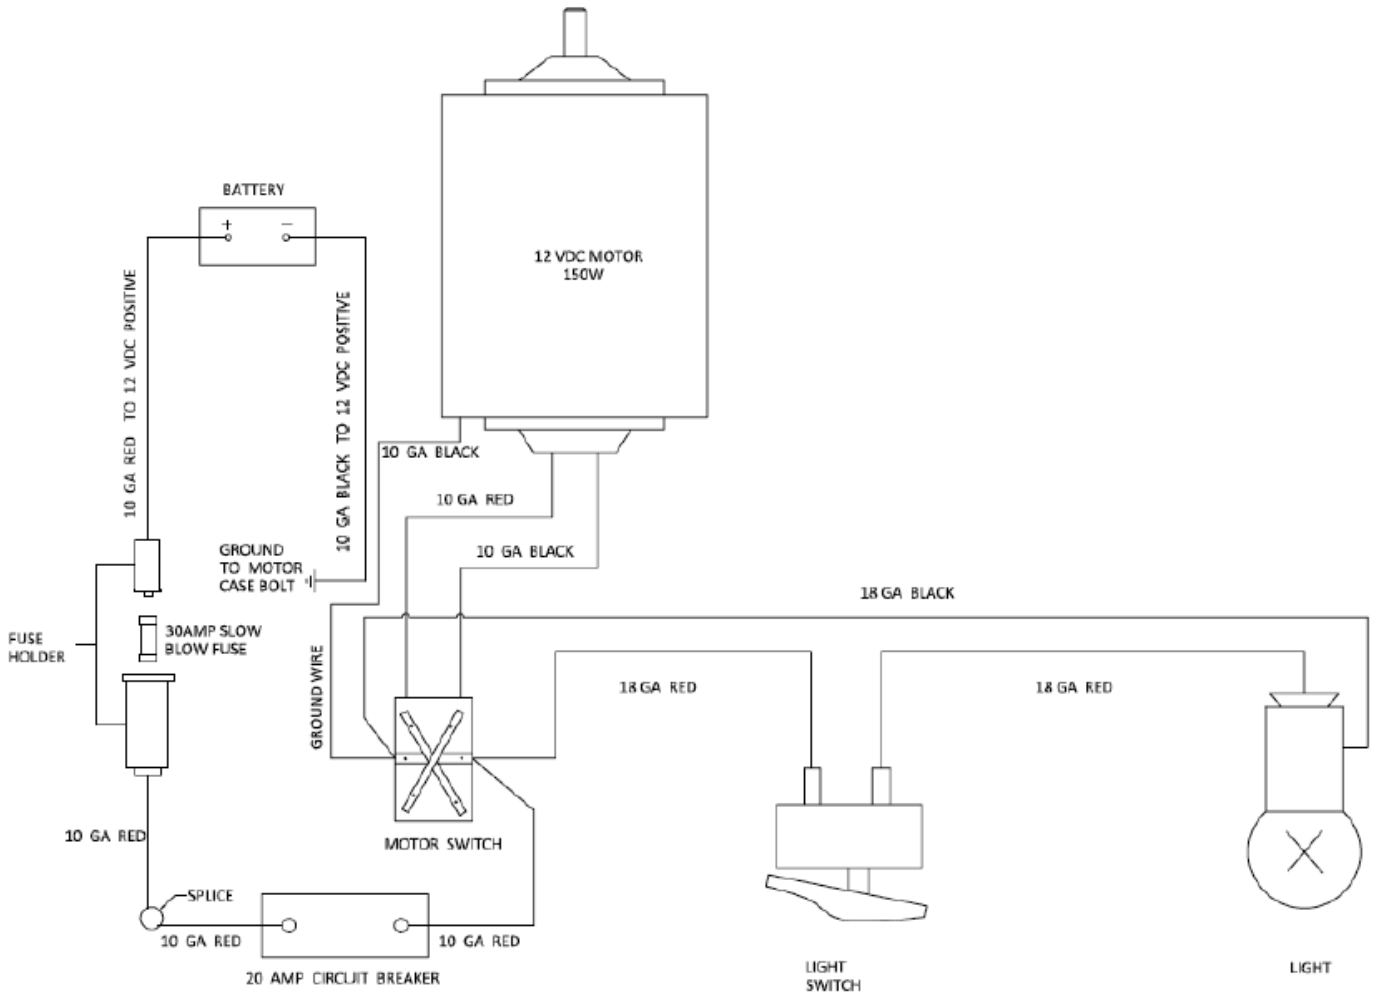 BATTERY
+ −
12 VDC MOTOR
150W
10 GA RED TO 12 VDC POSITIVE
10 GA BLACK TO 12 VDC POSITIVE
10 GA BLACK
10 GA RED
10 GA BLACK
GROUND
TO MOTOR
CASE BOLT
18 GA BLACK
FUSE
HOLDER
30AMP SLOW
BLOW FUSE
GROUND WIRE
18 GA RED
18 GA RED
10 GA RED
MOTOR SWITCH
SPLICE
10 GA RED
10 GA RED
20 AMP CIRCUIT BREAKER
LIGHT
SWITCH
LIGHT